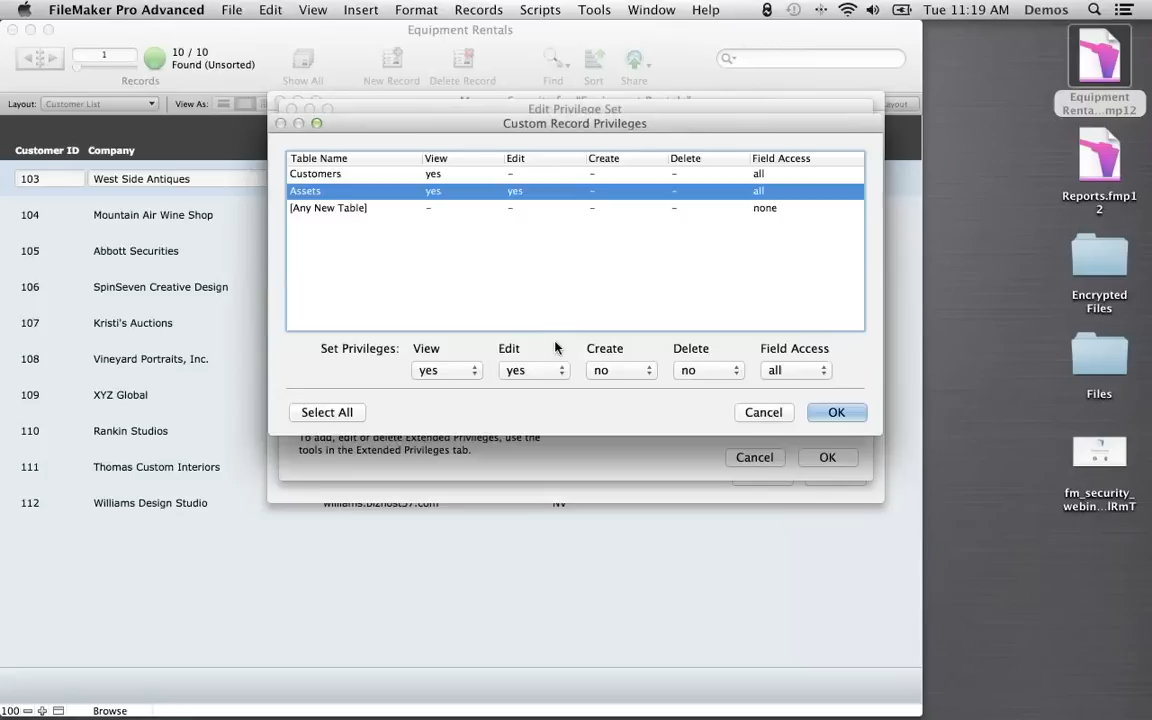 FileMaker Pro Advanced File Edit View Insert Format Records Scripts Tools Window Help Tue 11:19 AM Demos
Equipment Rentals
1
10 / 10
Found (Unsorted)
Records
Show All
New Record
Delete Record
Find
Sort
Share
Layout: Customer List View As:
Edit Privilege Set
Custom Record Privileges
Customer ID Company
103 West Side Antiques
104 Mountain Air Wine Shop
105 Abbott Securities
106 SpinSeven Creative Design
107 Kristi's Auctions
108 Vineyard Portraits, Inc.
109 XYZ Global
110 Rankin Studios
111 Thomas Custom Interiors
112 Williams Design Studio
Table Name View Edit Create Delete Field Access
Customers yes – – – all
Assets yes yes – – all
[Any New Table] – – – – none
Set Privileges: View Edit Create Delete Field Access
yes yes no no all
Select All Cancel OK
To add, edit or delete Extended Privileges, use the
tools in the Extended Privileges tab.
Cancel OK
100 Browse
Equipment
Renta...mp12
Reports.fmp1
2
Encrypted
Files
Files
fm_security_
webin...lRmT